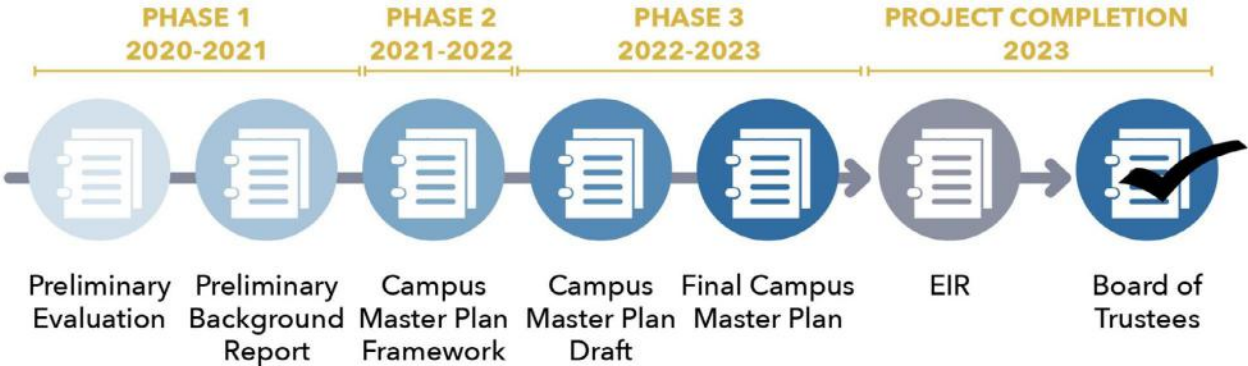 PHASE 1
2020-2021
PHASE 2
2021-2022
PHASE 3
2022-2023
PROJECT COMPLETION
2023
Preliminary
Evaluation
Preliminary
Background
Report
Campus
Master Plan
Framework
Campus
Master Plan
Draft
Final Campus
Master Plan
EIR
Board of
Trustees